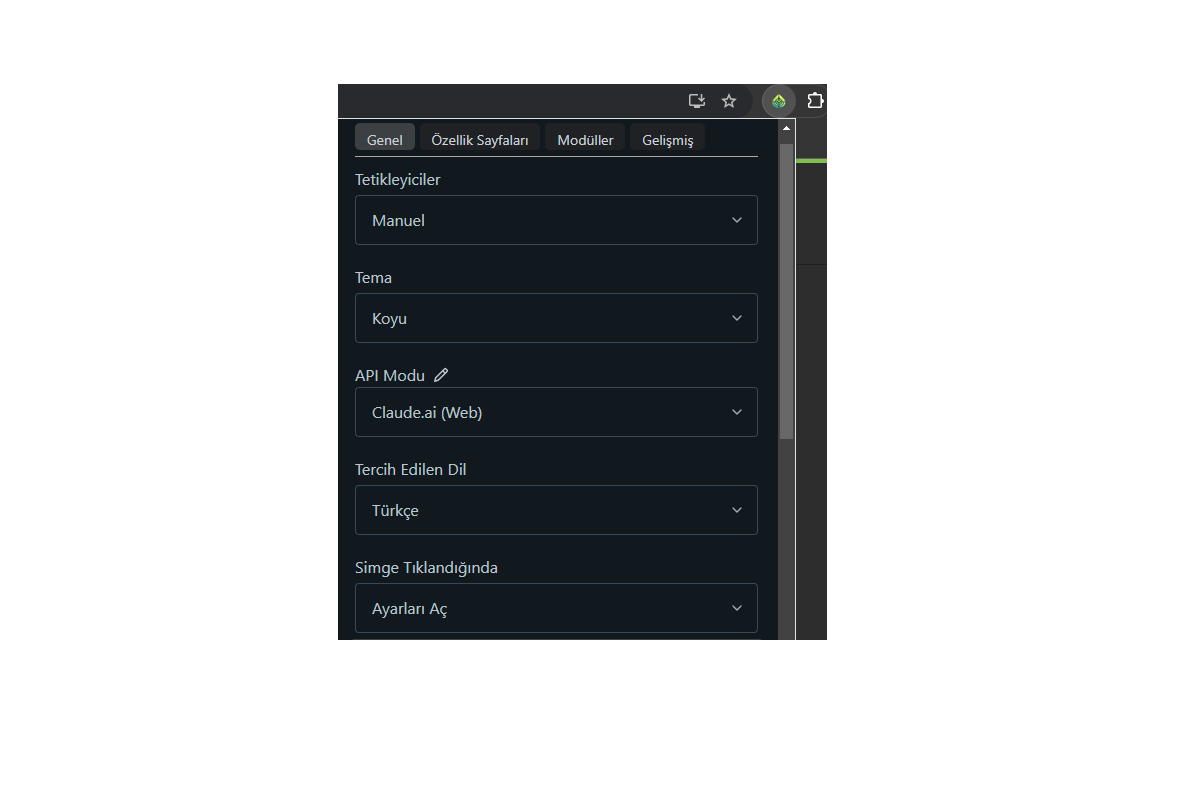 Genel Özellik Sayfaları Modüller Gelişmiş
Tetikleyiciler
Manuel
Tema
Koyu
API Modu
Claude.ai (Web)
Tercih Edilen Dil
Türkçe
Simge Tıklandığında
Ayarları Aç